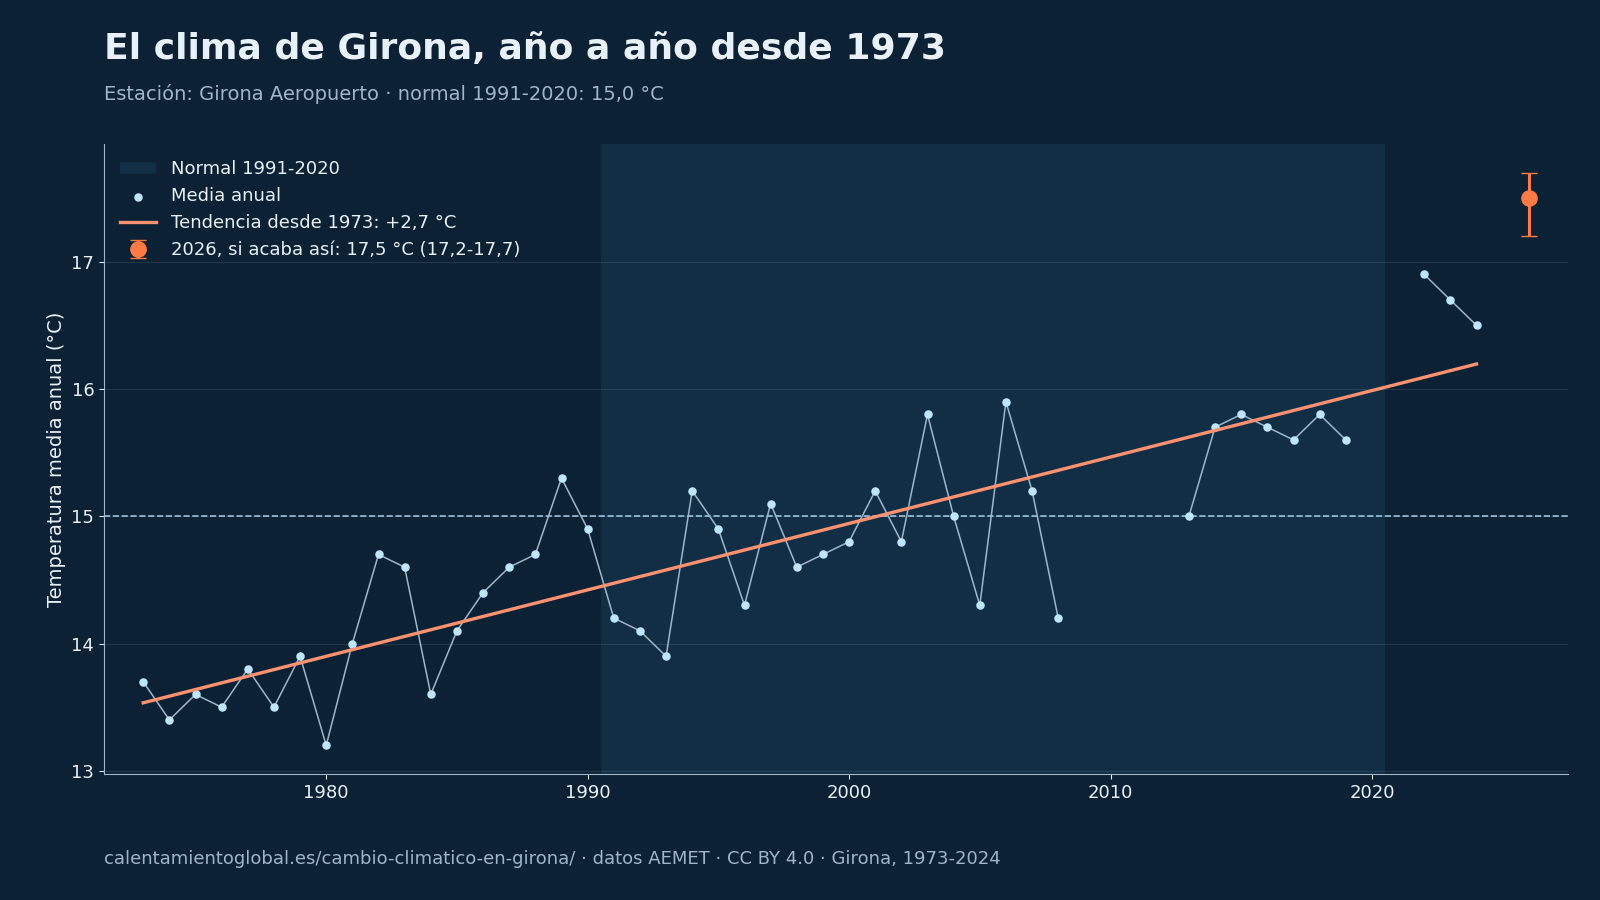 El clima de Girona, año a año desde 1973
Estación: Girona Aeropuerto · normal 1991-2020: 15,0 °C
Normal 1991-2020
Media anual
Tendencia desde 1973: +2,7 °C
2026, si acaba así: 17,5 °C (17,2-17,7)
Temperatura media anual (°C)
17
16
15
14
13
1980
1990
2000
2010
2020
calentamientoglobal.es/cambio-climatico-en-girona/ · datos AEMET · CC BY 4.0 · Girona, 1973-2024